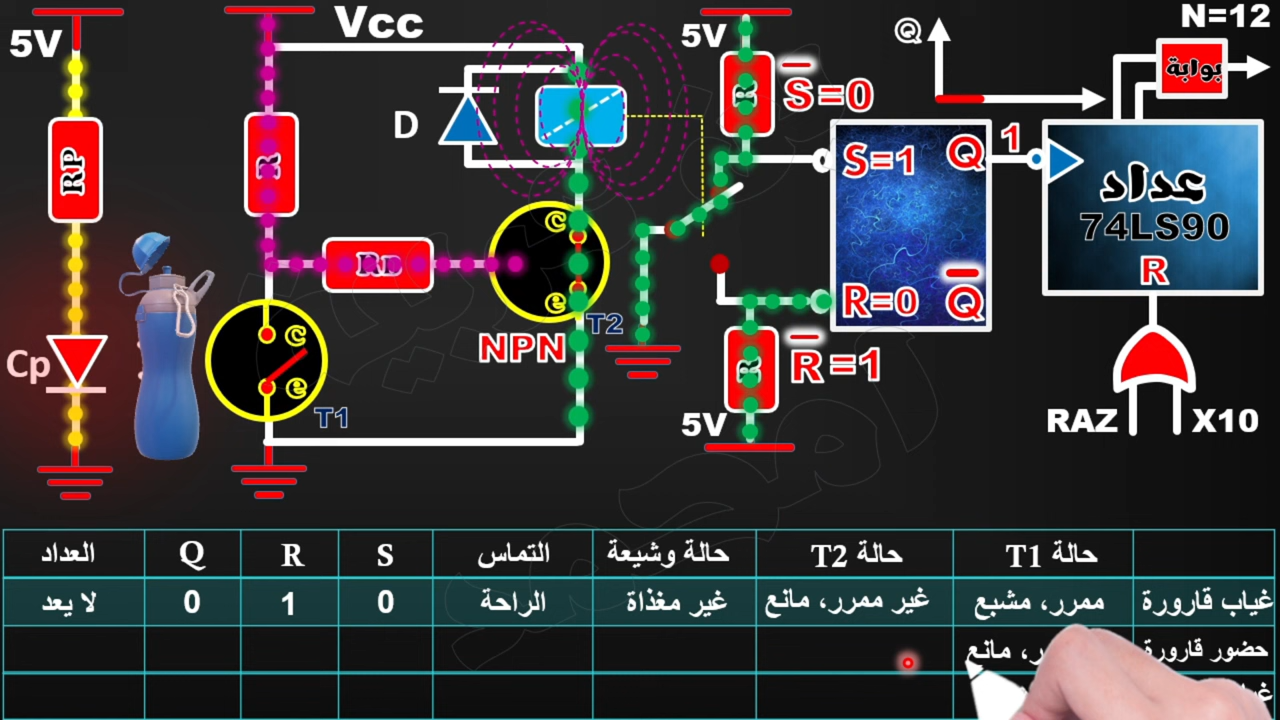 5V
Vcc
5V
Q
N=12
بوابة
S=0
R
D
S=1
Q
1
عداد
74LS90
R
RP
R
Rb
c
e
T2
NPN
R=0
Q
R
R=1
5V
Cp
c
e
T1
RAZ
X10
حالة T1
حالة T2
حالة وشيعة
التماس
S
R
Q
العداد
غياب قارورة
ممرر، مشبع
غير ممرر، مانع
غير مغذاة
الراحة
0
1
0
لا يعد
حضور قارورة
مانع